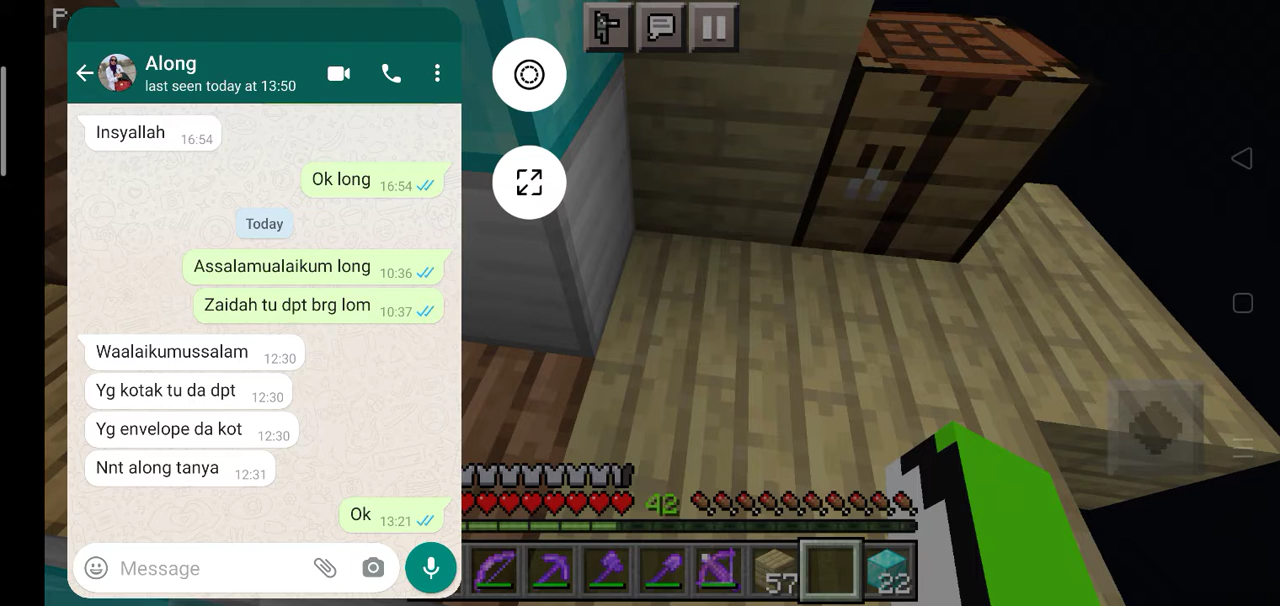 P
Along
last seen today at 13:50
Insyallah 16:54
Ok long 16:54
Today
Assalamualaikum long 10:36
Zaidah tu dpt brg lom 10:37
Waalaikumussalam 12:30
Yg kotak tu da dpt 12:30
Yg envelope da kot 12:30
Nnt along tanya 12:31
Ok 13:21
Message
42
57
22